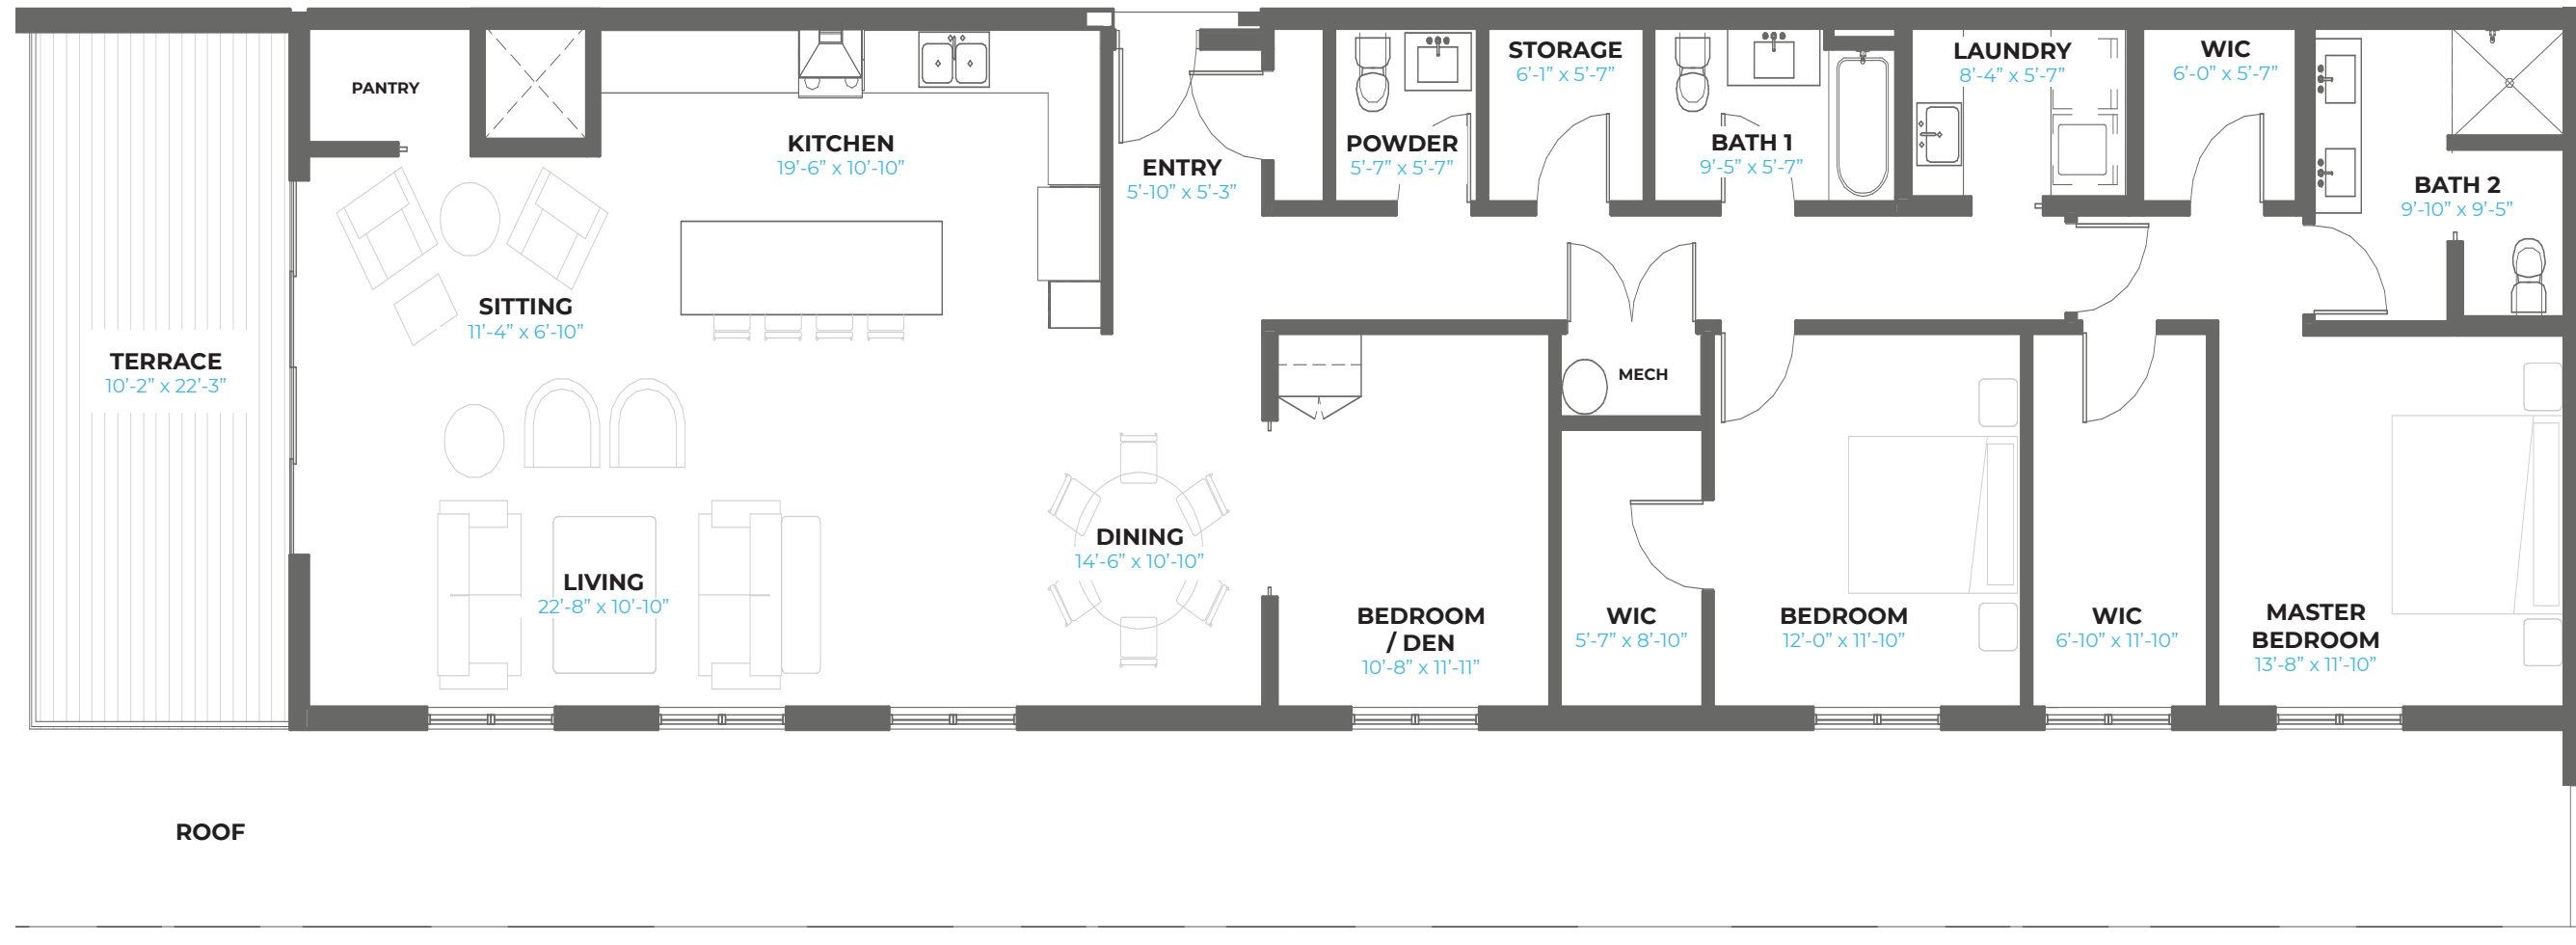 PANTRY
KITCHEN
19’-6” x 10’-10”
ENTRY
5’-10” x 5’-3”
POWDER
5’-7” x 5’-7”
STORAGE
6’-1” x 5’-7”
BATH 1
9’-5” x 5’-7”
LAUNDRY
8’-4” x 5’-7”
WIC
6’-0” x 5’-7”
BATH 2
9’-10” x 9’-5”
SITTING
11’-4” x 6’-10”
TERRACE
10’-2” x 22’-3”
MECH
LIVING
22’-8” x 10’-10”
DINING
14’-6” x 10’-10”
BEDROOM
/ DEN
10’-8” x 11’-11”
WIC
5’-7” x 8’-10”
BEDROOM
12’-0” x 11’-10”
WIC
6’-10” x 11’-10”
MASTER
BEDROOM
13’-8” x 11’-10”
ROOF